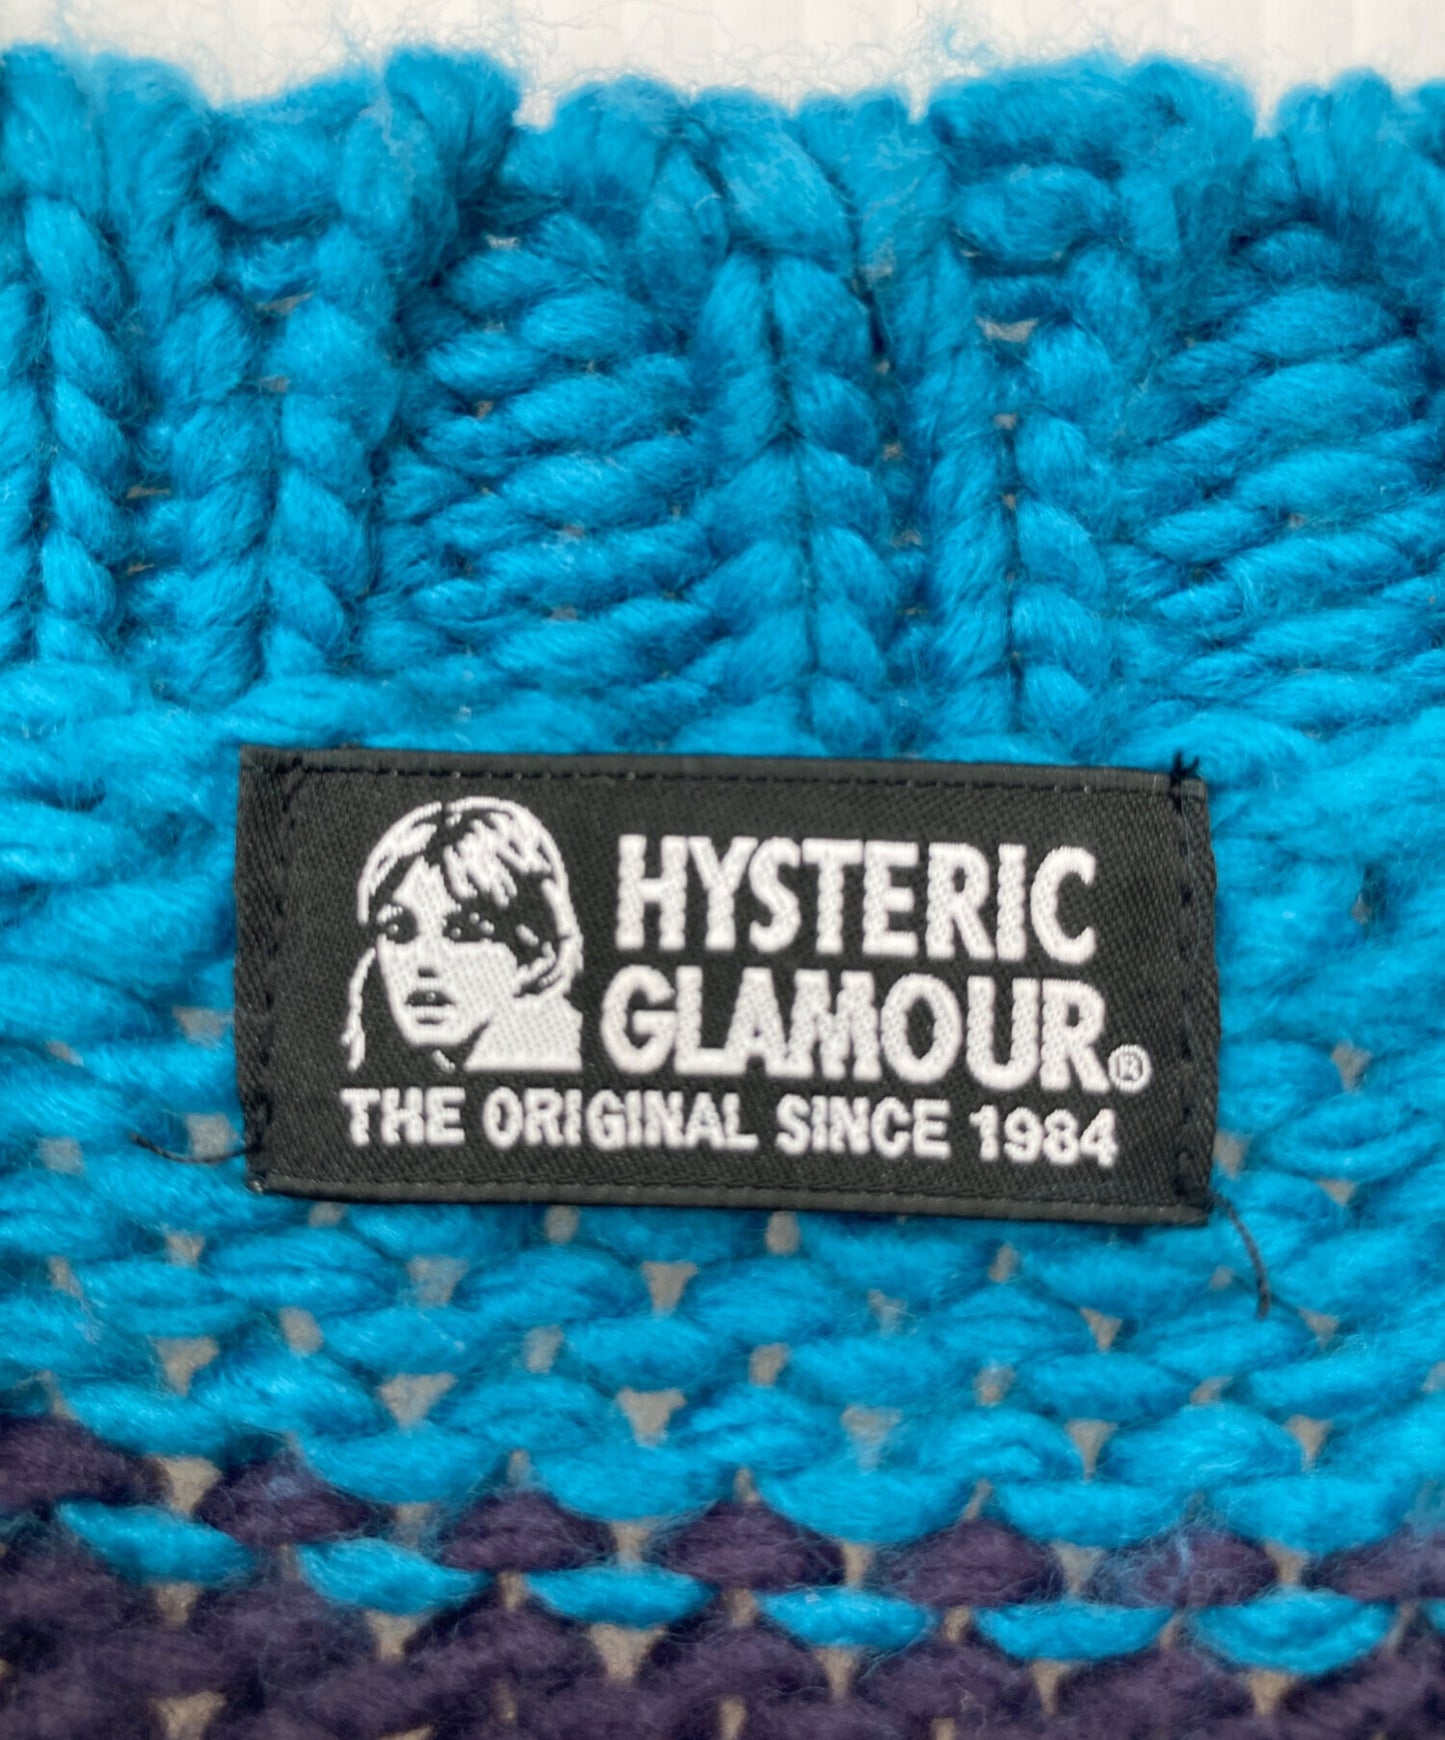 HYSTERIC
GLAMOUR®
THE ORIGINAL SINCE 1984